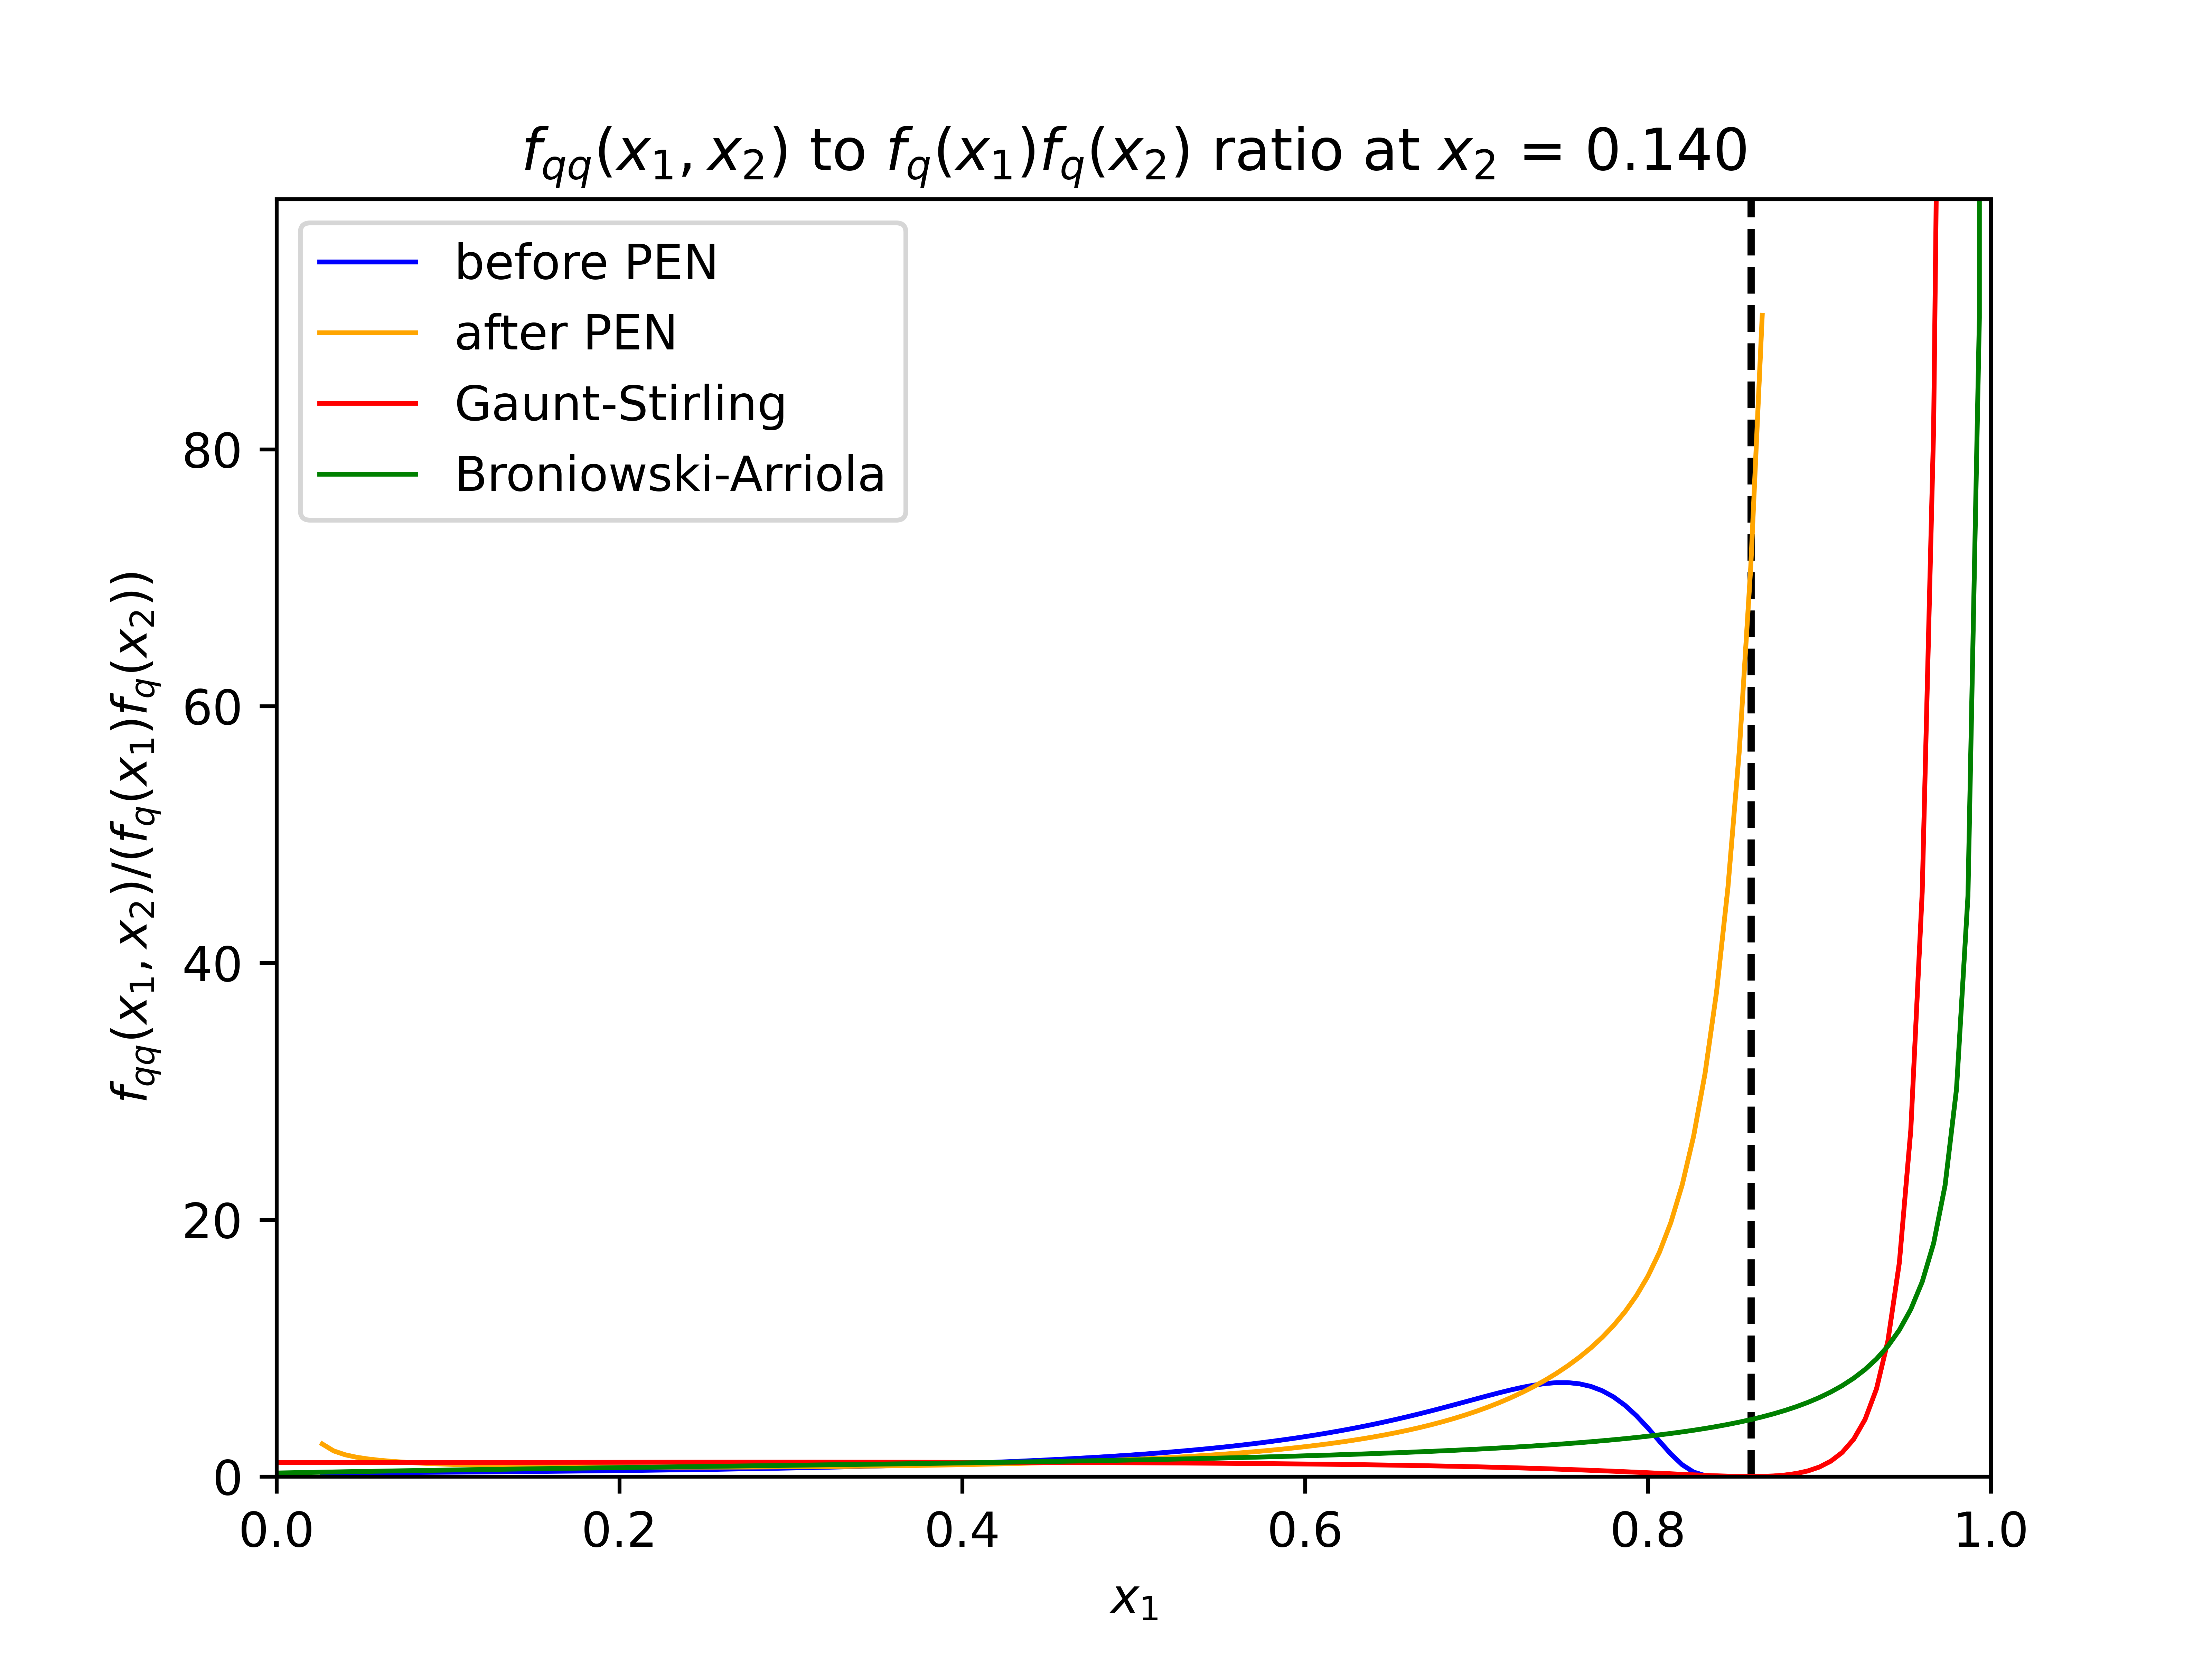 f_qq(x_1, x_2) to f_q(x_1)f_q(x_2) ratio at x_2 = 0.140
before PEN
after PEN
Gaunt-Stirling
Broniowski-Arriola
f_qq(x_1, x_2)/(f_q(x_1)f_q(x_2))
80
60
40
20
0
0.0 0.2 0.4 0.6 0.8 1.0
x_1